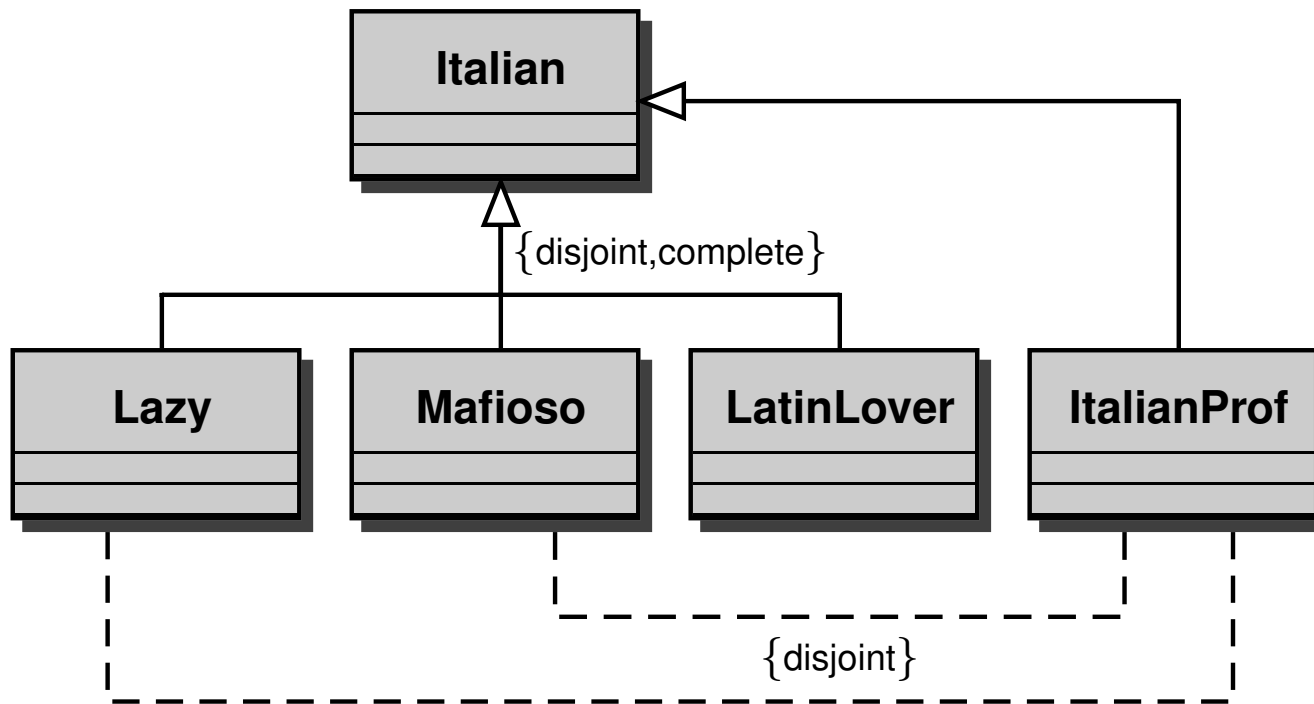 Italian
{disjoint,complete}
Lazy
Mafioso
LatinLover
ItalianProf
{disjoint}